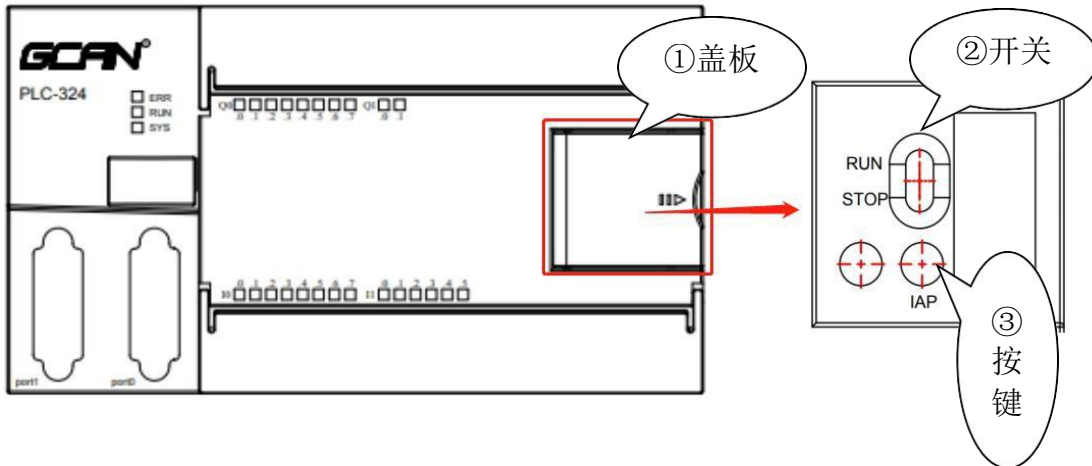 GCAN®
PLC-324
ERR
RUN
SYS
Q0 Q1
.0 .1 .2 .3 .4 .5 .6 .7 .0 .1
0 1 2 3 4 5 6 7 0 1 2 3 4 5
I0 I1
port1 port0
①盖板
②开关
RUN
STOP
IAP
③
按
键